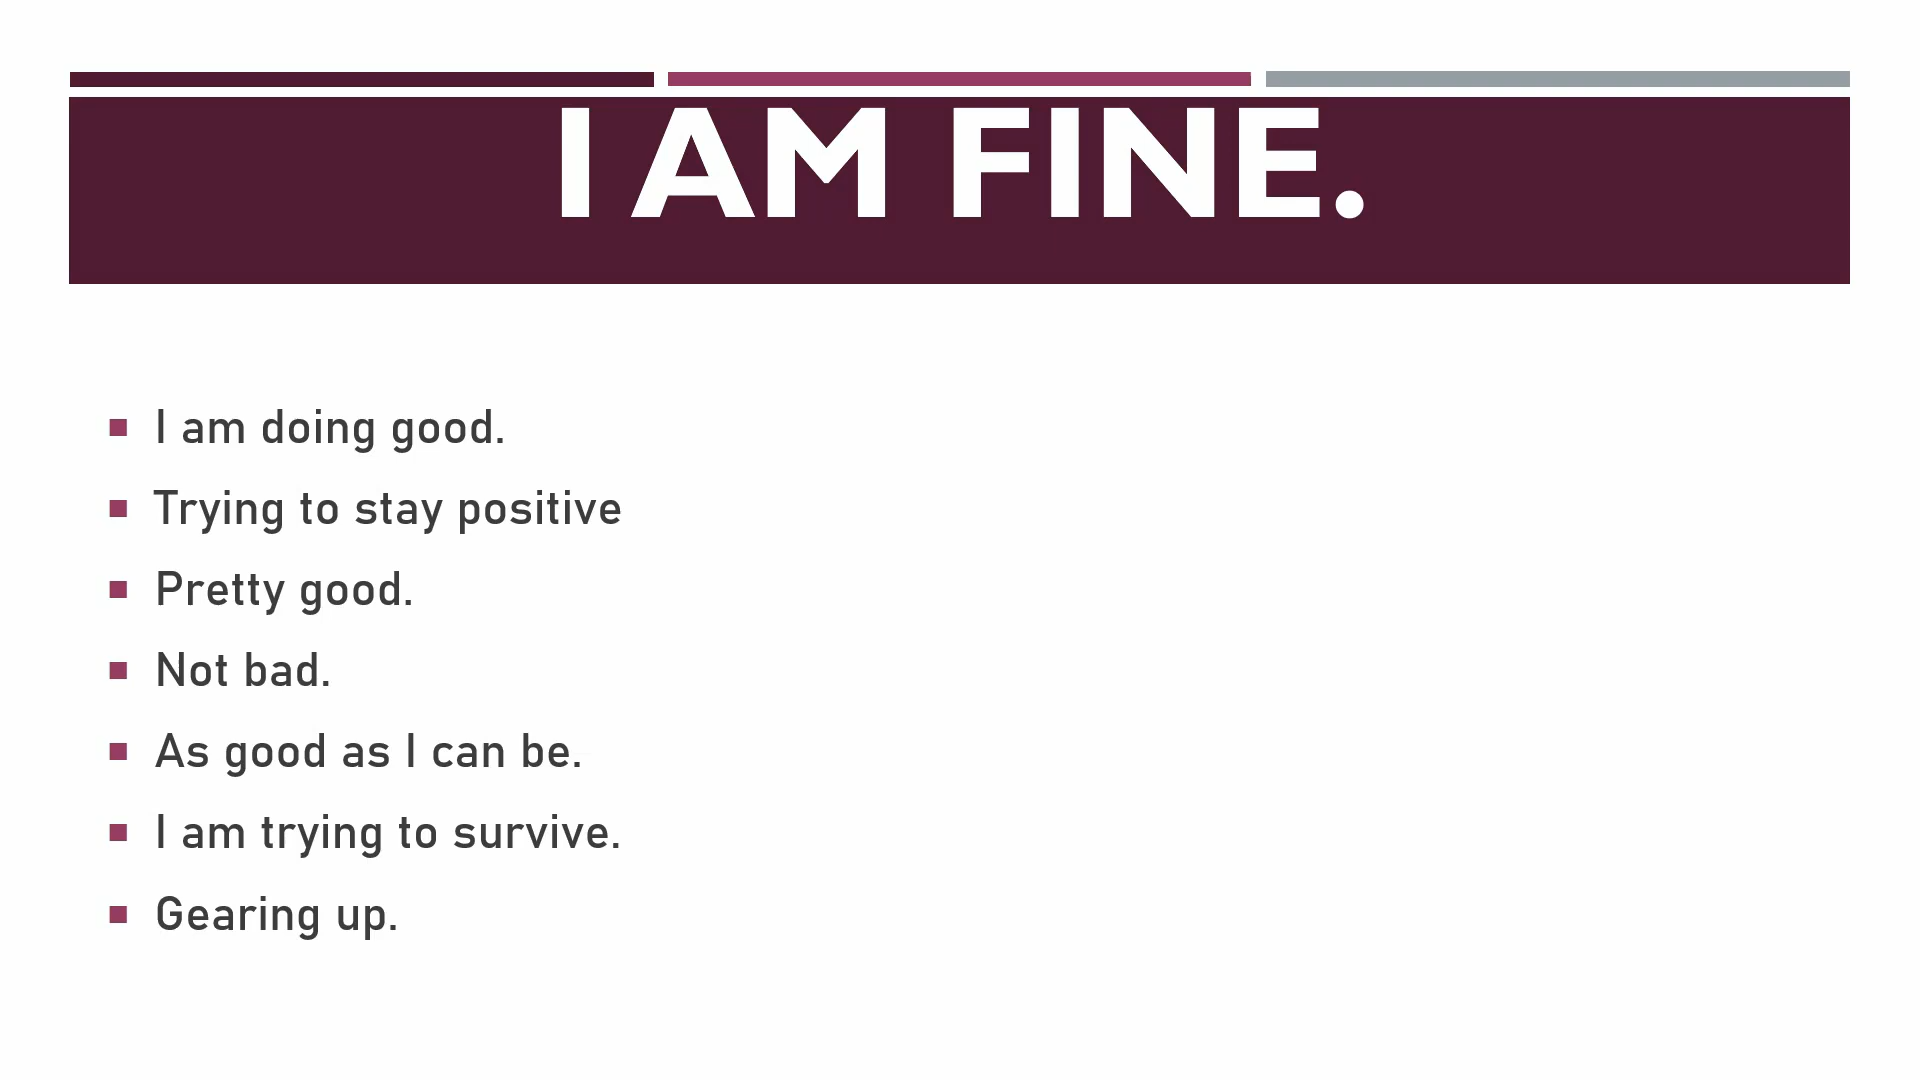 I AM FINE.
I am doing good.
Trying to stay positive
Pretty good.
Not bad.
As good as I can be.
I am trying to survive.
Gearing up.